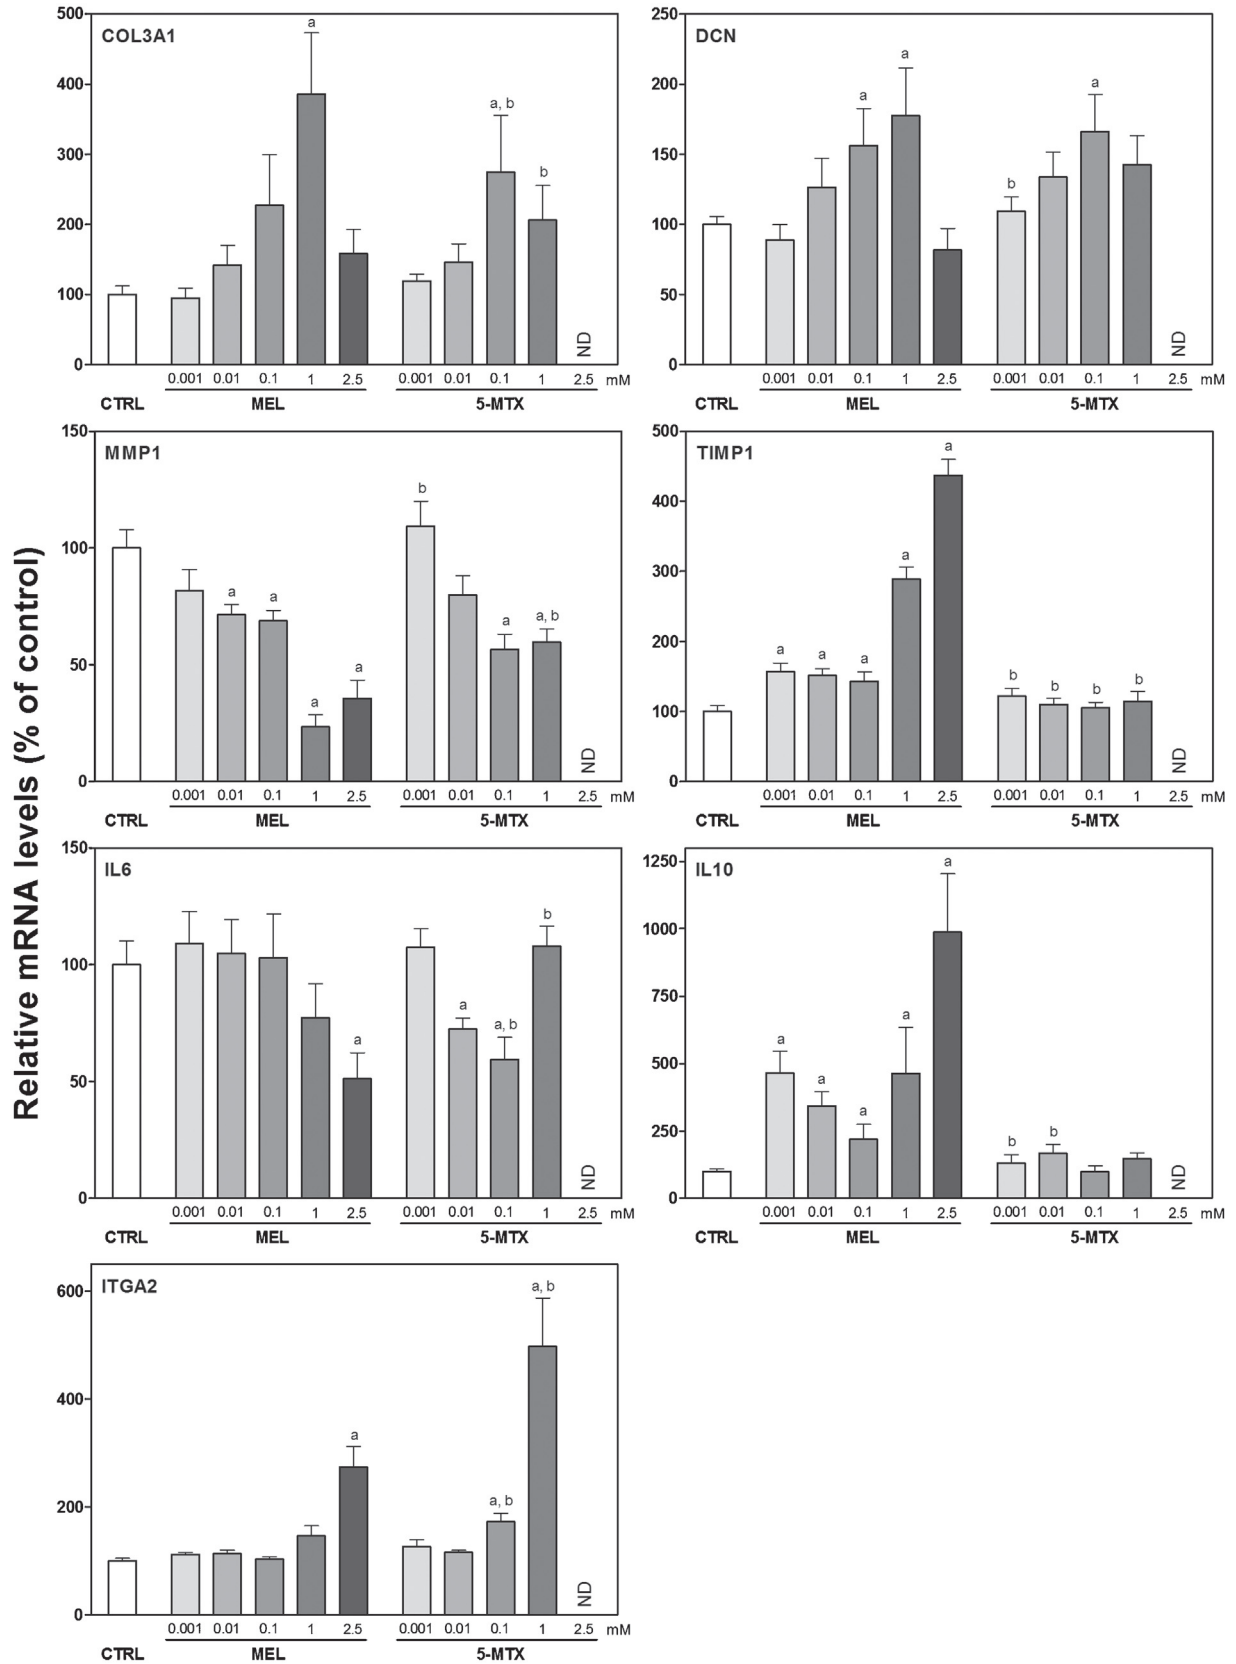 Relative mRNA levels (% of control)
COL3A1
500
400
300
200
100
0
a
a, b
b
ND
0.001 0.01 0.1 1 2.5 0.001 0.01 0.1 1 2.5 mM
CTRL MEL 5-MTX
DCN
250
200
150
100
50
0
a
a
b
a
ND
0.001 0.01 0.1 1 2.5 0.001 0.01 0.1 1 2.5 mM
CTRL MEL 5-MTX
MMP1
150
100
50
0
a
a
a
a
b
a
a, b
ND
0.001 0.01 0.1 1 2.5 0.001 0.01 0.1 1 2.5 mM
CTRL MEL 5-MTX
TIMP1
500
400
300
200
100
0
a
a
a
a
a
b
b
b
b
ND
0.001 0.01 0.1 1 2.5 0.001 0.01 0.1 1 2.5 mM
CTRL MEL 5-MTX
IL6
150
100
50
0
a
a
a, b
b
ND
0.001 0.01 0.1 1 2.5 0.001 0.01 0.1 1 2.5 mM
CTRL MEL 5-MTX
IL10
1250
1000
750
500
250
0
a
a
a
a
a
b
b
ND
0.001 0.01 0.1 1 2.5 0.001 0.01 0.1 1 2.5 mM
CTRL MEL 5-MTX
ITGA2
600
400
200
0
a
a, b
a, b
ND
0.001 0.01 0.1 1 2.5 0.001 0.01 0.1 1 2.5 mM
CTRL MEL 5-MTX